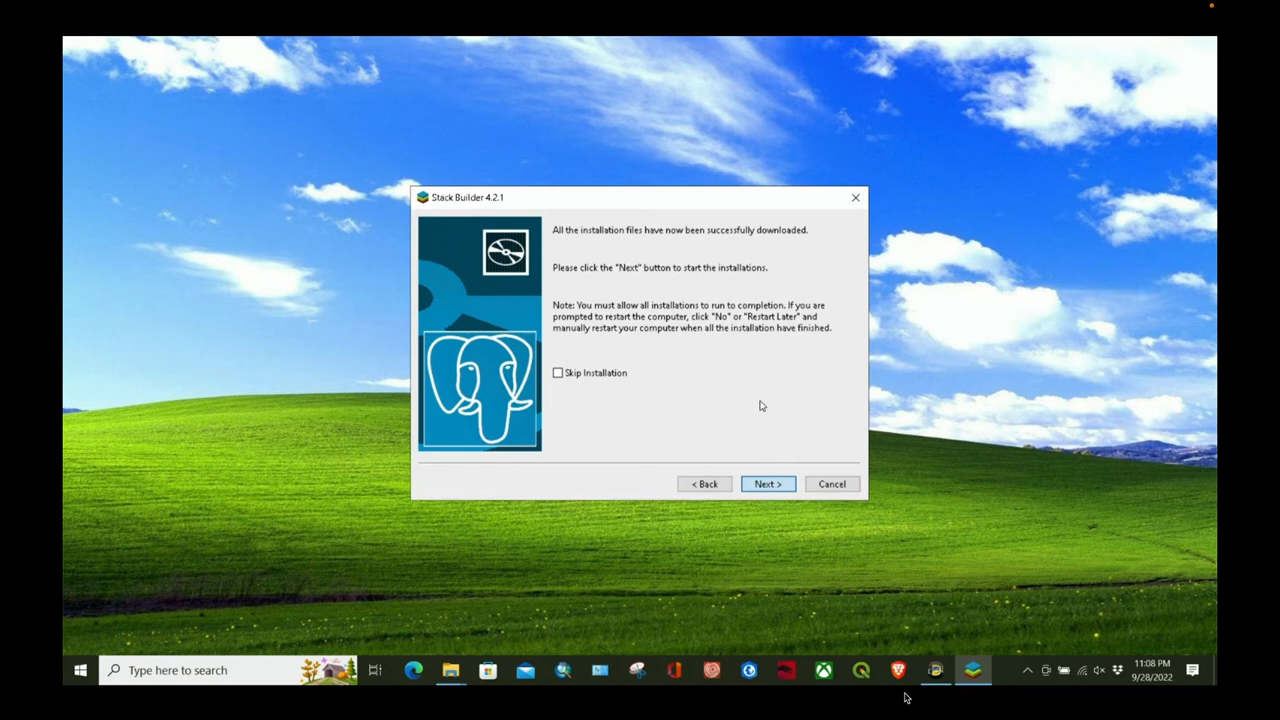 Stack Builder 4.2.1
All the installation files have now been successfully downloaded.
Please click the "Next" button to start the installations.
Note: You must allow all installations to run to completion. If you are
prompted to restart the computer, click "No" or "Restart Later" and
manually restart your computer when all the installation have finished.
Skip Installation
< Back
Next >
Cancel
Type here to search
11:08 PM
9/28/2022